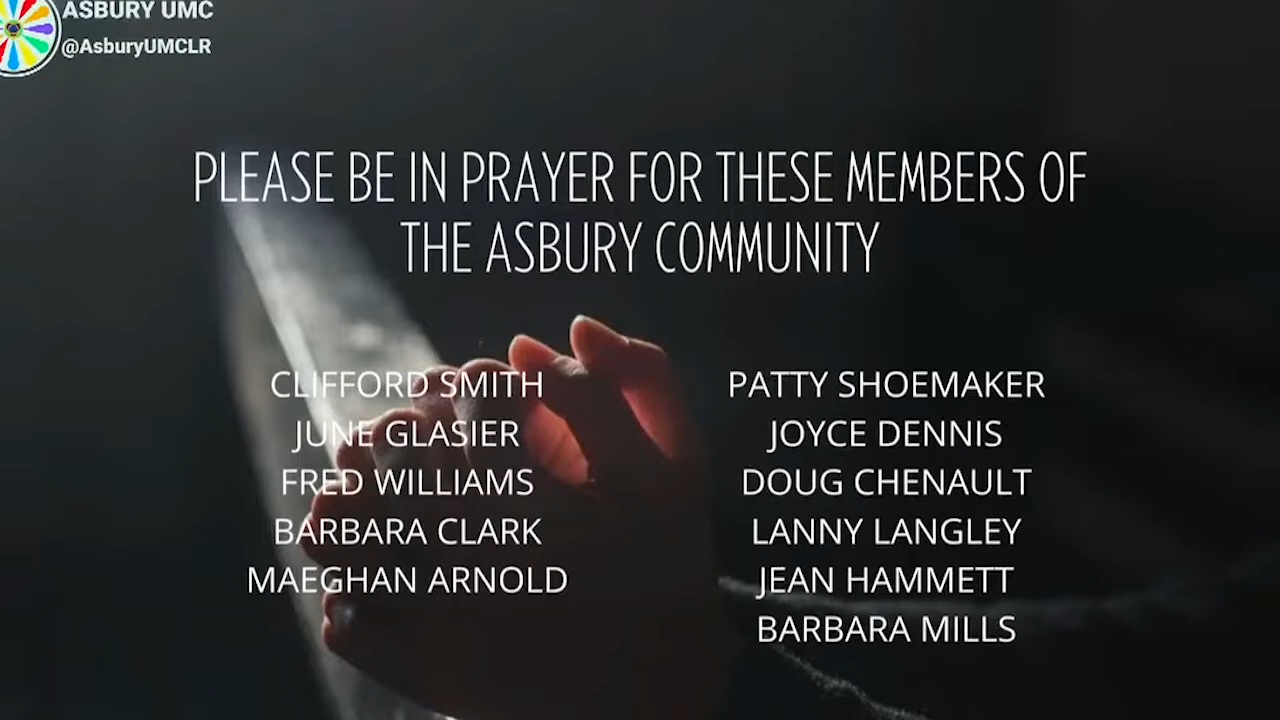 ASBURY UMC
@AsburyUMCLR
PLEASE BE IN PRAYER FOR THESE MEMBERS OF
THE ASBURY COMMUNITY
CLIFFORD SMITH
JUNE GLASIER
FRED WILLIAMS
BARBARA CLARK
MAEGHAN ARNOLD
PATTY SHOEMAKER
JOYCE DENNIS
DOUG CHENAULT
LANNY LANGLEY
JEAN HAMMETT
BARBARA MILLS